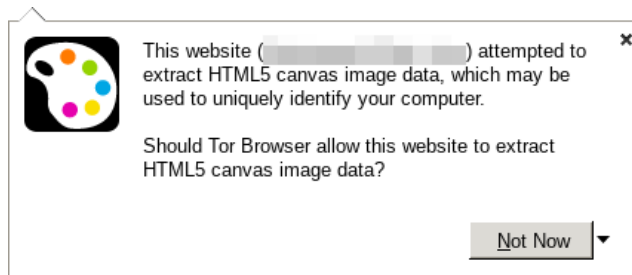 This website ( ) attempted to
extract HTML5 canvas image data, which may be
used to uniquely identify your computer.
Should Tor Browser allow this website to extract
HTML5 canvas image data?
Not Now